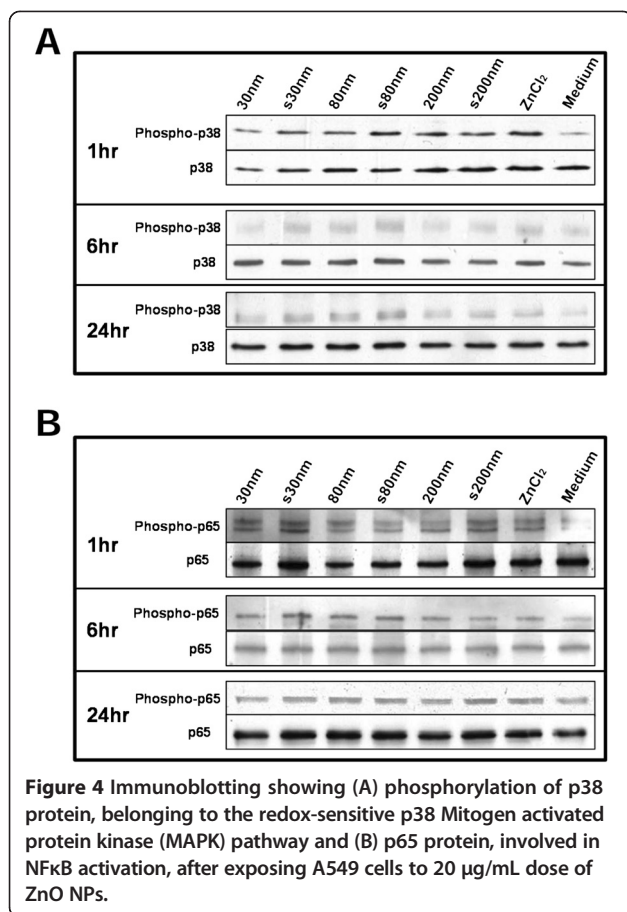 A
30nm s30nm 80nm s80nm 200nm s200nm ZnCl₂ Medium
1hr
Phospho-p38
p38
6hr
Phospho-p38
p38
24hr
Phospho-p38
p38
B
30nm s30nm 80nm s80nm 200nm s200nm ZnCl₂ Medium
1hr
Phospho-p65
p65
6hr
Phospho-p65
p65
24hr
Phospho-p65
p65
Figure 4 Immunoblotting showing (A) phosphorylation of p38
protein, belonging to the redox-sensitive p38 Mitogen activated
protein kinase (MAPK) pathway and (B) p65 protein, involved in
NFκB activation, after exposing A549 cells to 20 μg/mL dose of
ZnO NPs.